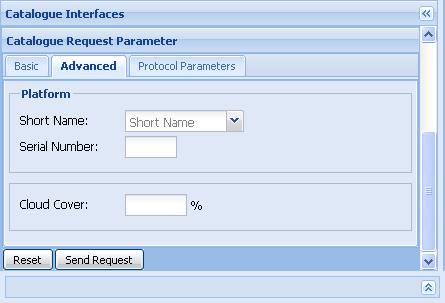 Catalogue Interfaces
Catalogue Request Parameter
Basic Advanced Protocol Parameters
Platform
Short Name: Short Name
Serial Number:
Cloud Cover: %
Reset Send Request